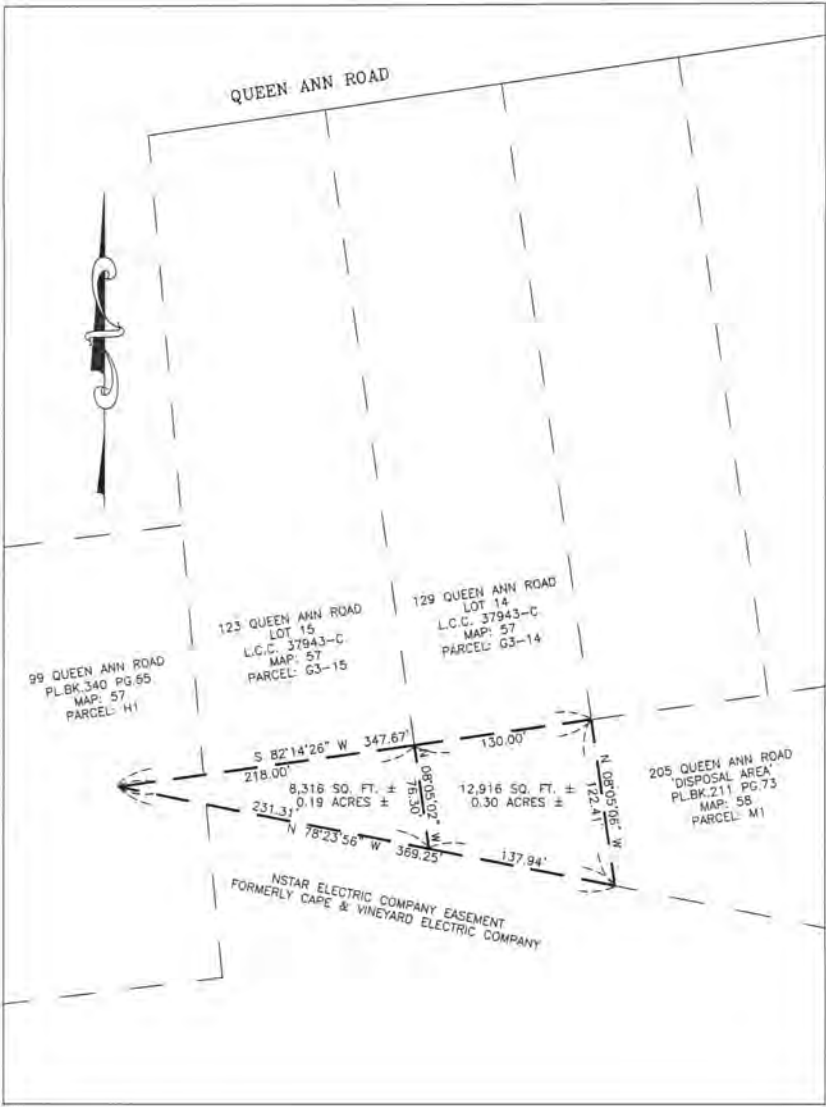 QUEEN ANN ROAD
123 QUEEN ANN ROAD
LOT 15
L.C.C. 37943-C
MAP: 57
PARCEL: G3-15
129 QUEEN ANN ROAD
LOT 14
L.C.C. 37943-C
MAP: 57
PARCEL: G3-14
99 QUEEN ANN ROAD
PL.BK.340 PG.65
MAP: 57
PARCEL: H1
S 82°14'26" W 347.67'
218.00'
130.00'
8,316 SQ. FT. ±
0.19 ACRES ±
N 08°05'02" W
76.30'
12,916 SQ. FT. ±
0.30 ACRES ±
N 08°05'06" W
122.41'
205 QUEEN ANN ROAD
'DISPOSAL AREA'
PL.BK.211 PG.73
MAP: 58
PARCEL: M1
231.31'
N 78°23'56" W 369.25'
137.94'
NSTAR ELECTRIC COMPANY EASEMENT
FORMERLY CAPE & VINEYARD ELECTRIC COMPANY